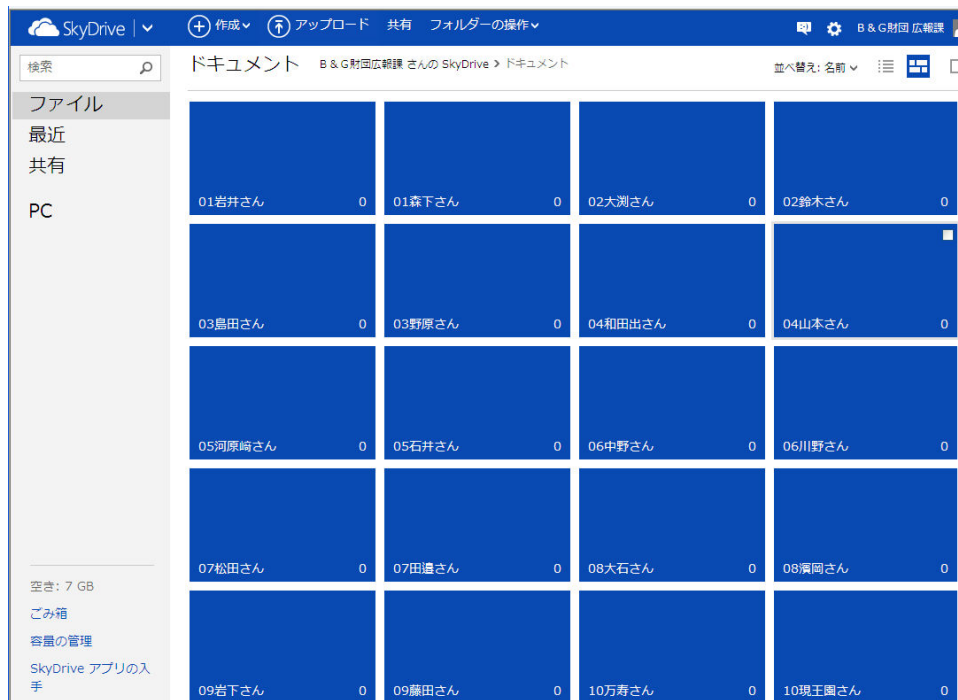 SkyDrive
作成 アップロード 共有 フォルダーの操作
B & G財団 広報課
検索
ドキュメント B & G財団広報課 さんの SkyDrive > ドキュメント
並べ替え: 名前
ファイル
最近
共有
PC
01岩井さん 0 01森下さん 0 02大渕さん 0 02鈴木さん 0
03島田さん 0 03野原さん 0 04和田出さん 0 04山本さん 0
05河原﨑さん 0 05石井さん 0 06中野さん 0 06川野さん 0
07松田さん 0 07田邉さん 0 08大石さん 0 08濱岡さん 0
09岩下さん 0 09藤田さん 0 10万寿さん 0 10現王園さん 0
空き: 7 GB
ごみ箱
容量の管理
SkyDrive アプリの入
手